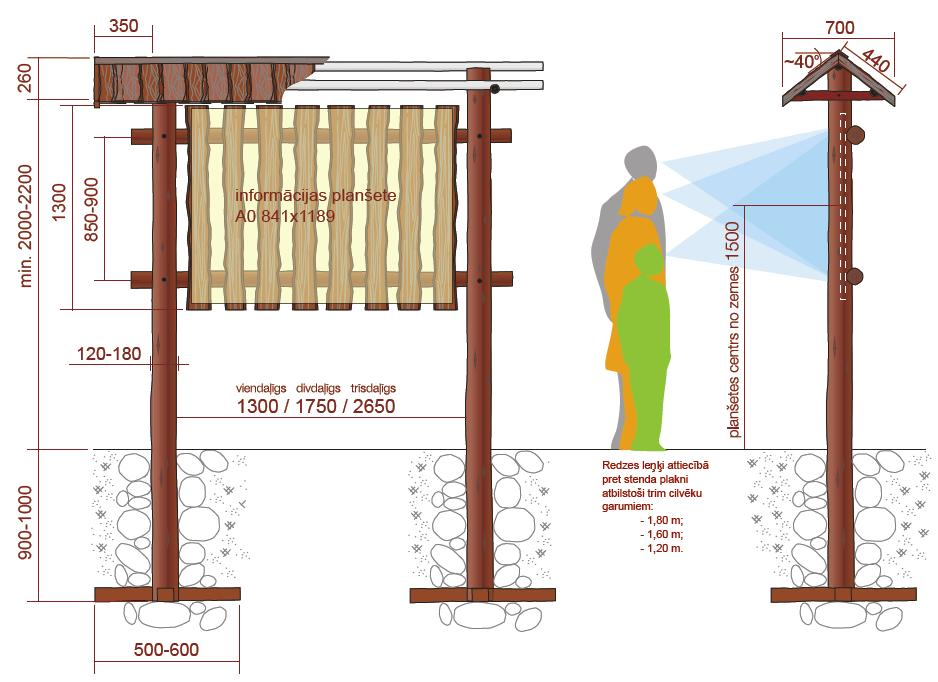 350
700
~40°
440
260
min. 2000-2200
1300
850-900
informācijas planšete
A0 841x1189
planšetes centrs no zemes 1500
120-180
viendaļīgs divdaļīgs trīsdaļīgs
1300 / 1750 / 2650
900-1000
Redzes leņķi attiecībā
pret stenda plakni
atbilstoši trim cilvēku
garumiem:
- 1,80 m;
- 1,60 m;
- 1,20 m.
500-600